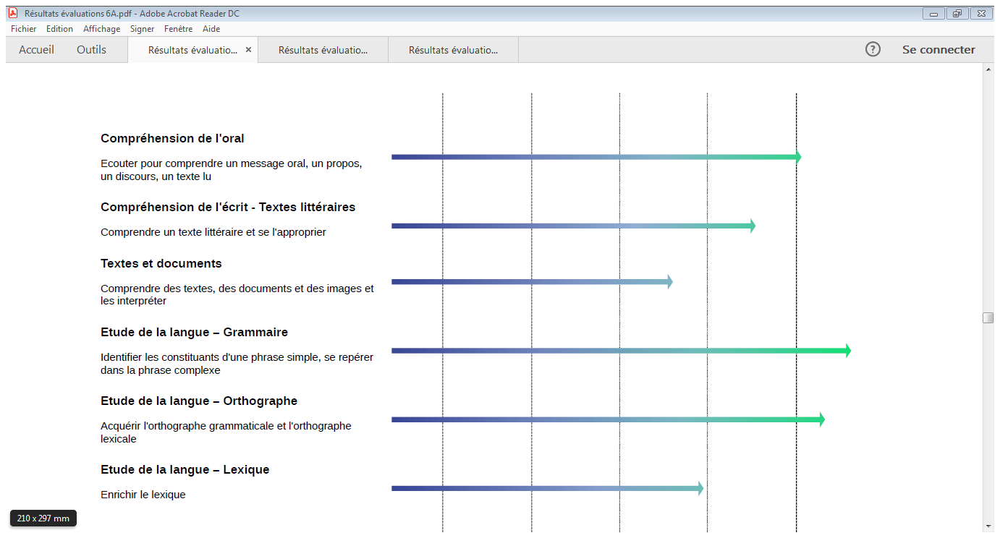 Résultats évaluations 6A.pdf - Adobe Acrobat Reader DC
Fichier Edition Affichage Signer Fenêtre Aide
Accueil Outils Résultats évaluatio... × Résultats évaluatio... Résultats évaluatio... ? Se connecter
Compréhension de l'oral
Ecouter pour comprendre un message oral, un propos,
un discours, un texte lu
Compréhension de l'écrit - Textes littéraires
Comprendre un texte littéraire et se l'approprier
Textes et documents
Comprendre des textes, des documents et des images et
les interpréter
Etude de la langue – Grammaire
Identifier les constituants d'une phrase simple, se repérer
dans la phrase complexe
Etude de la langue – Orthographe
Acquérir l'orthographe grammaticale et l'orthographe
lexicale
Etude de la langue – Lexique
Enrichir le lexique
210 x 297 mm